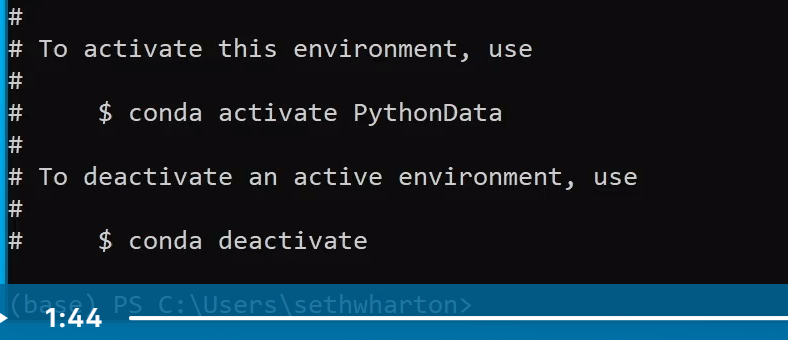 #
# To activate this environment, use
#
#     $ conda activate PythonData
#
# To deactivate an active environment, use
#
#     $ conda deactivate
(base) PS C:\Users\sethwharton>
1:44